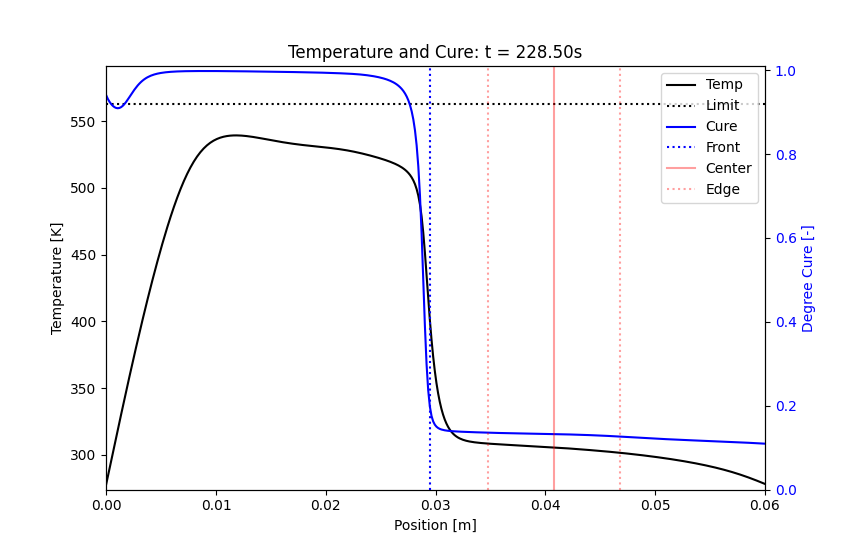 Temperature and Cure: t = 228.50s
Temperature [K]
550
500
450
400
350
300
Temp
Limit
Cure
Front
Center
Edge
1.0
0.8
0.6
0.4
0.2
0.0
Degree Cure [-]
0.00 0.01 0.02 0.03 0.04 0.05 0.06
Position [m]